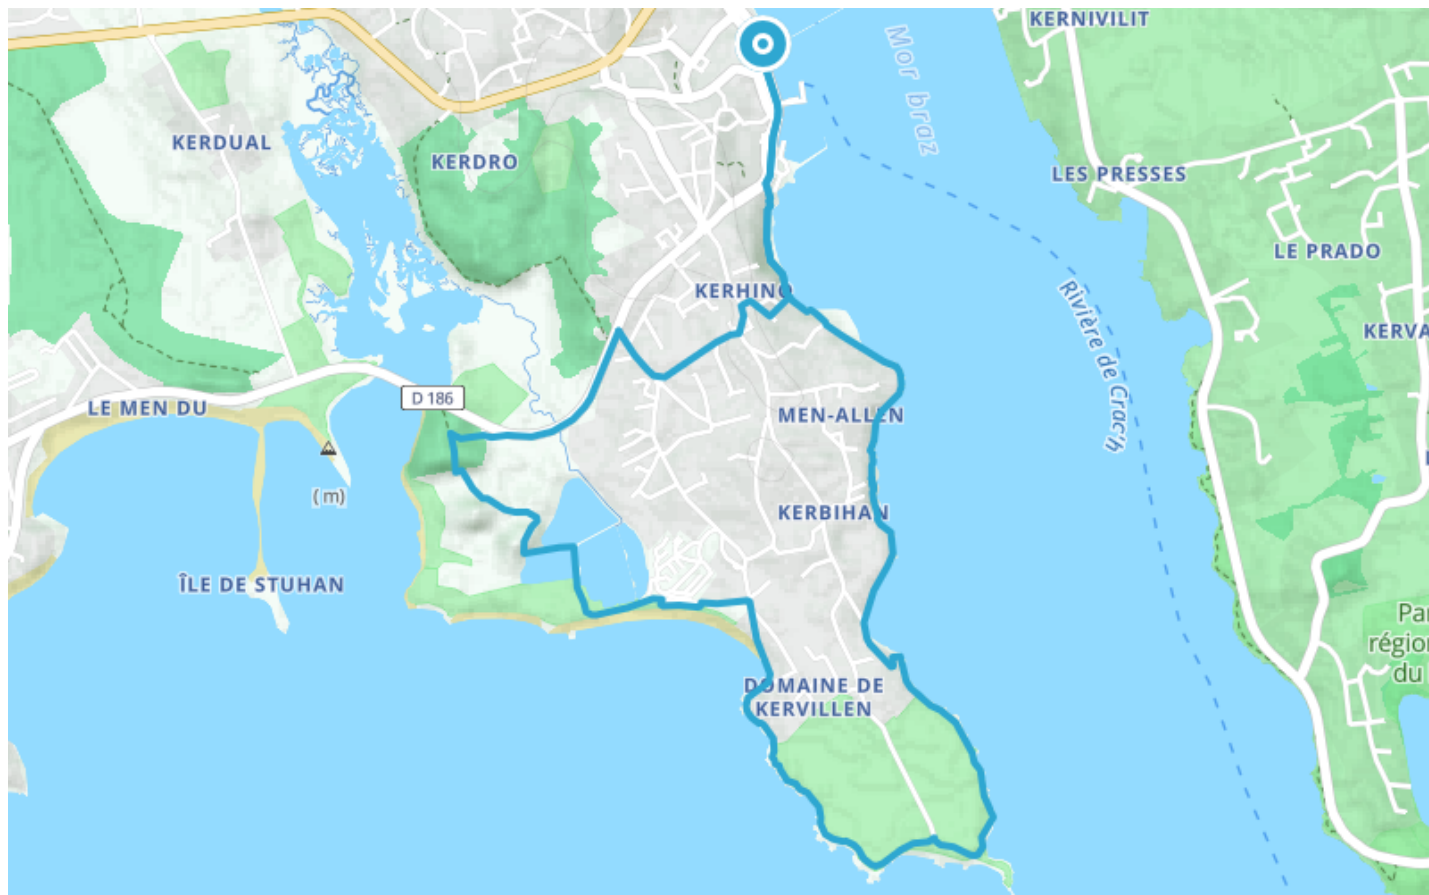 KERNIVILIT
Mor braz
KERDUAL
KERDRO
LES PRESSES
LE PRADO
KERHINO
Rivière de Crac'h
KERVA
D 186
LE MEN DU
MEN-ALLEN
( m)
KERBIHAN
ÎLE DE STUHAN
Par
région
du
DOMAINE DE
KERVILLEN